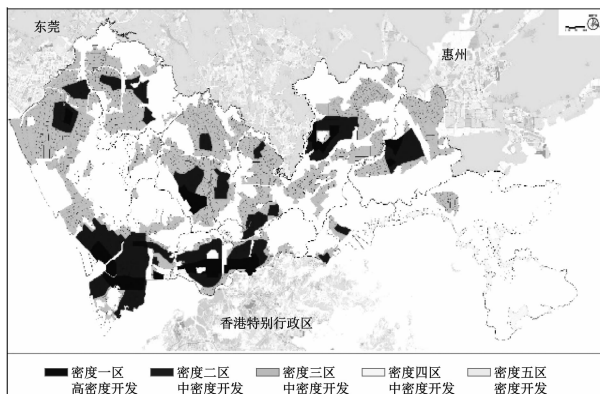 东莞
惠州
香港特别行政区
密度一区
高密度开发
密度二区
中密度开发
密度三区
中密度开发
密度四区
中密度开发
密度五区
密度开发